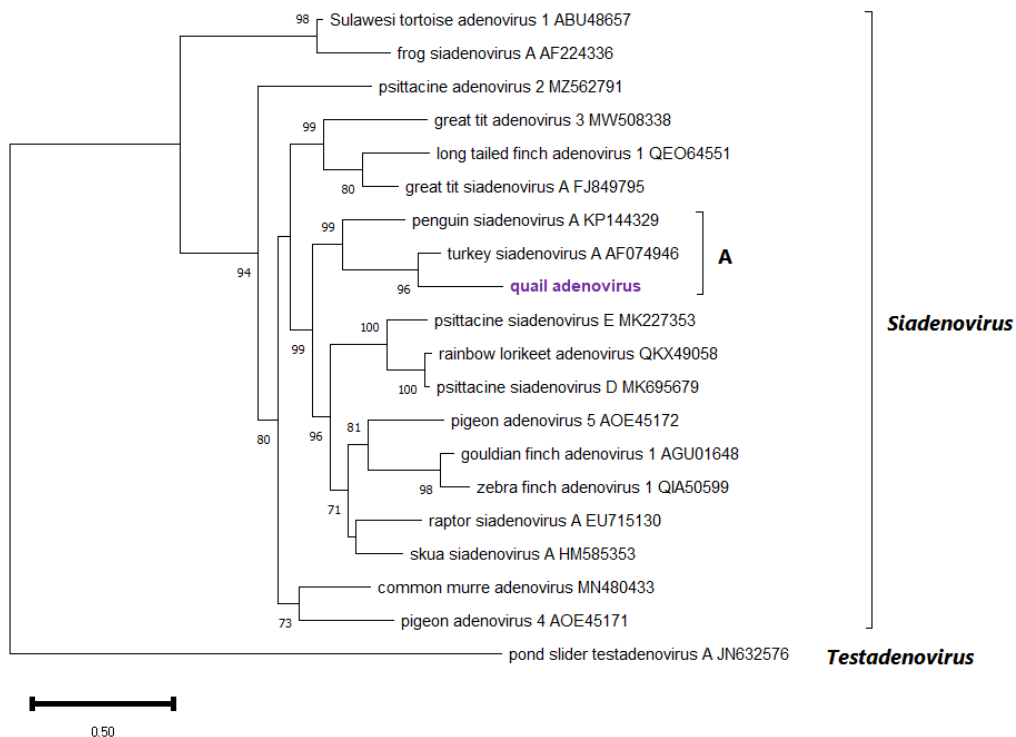 98
Sulawesi tortoise adenovirus 1 ABU48657
frog siadenovirus A AF224336
psittacine adenovirus 2 MZ562791
99
great tit adenovirus 3 MW508338
long tailed finch adenovirus 1 QEO64551
80
great tit siadenovirus A FJ849795
99
penguin siadenovirus A KP144329
turkey siadenovirus A AF074946
A
94
96
quail adenovirus
100
psittacine siadenovirus E MK227353
Siadenovirus
99
rainbow lorikeet adenovirus QKX49058
100
psittacine siadenovirus D MK695679
80
96
81
pigeon adenovirus 5 AOE45172
gouldian finch adenovirus 1 AGU01648
98
zebra finch adenovirus 1 QIA50599
71
raptor siadenovirus A EU715130
skua siadenovirus A HM585353
common murre adenovirus MN480433
73
pigeon adenovirus 4 AOE45171
pond slider testadenovirus A JN632576
Testadenovirus
0.50